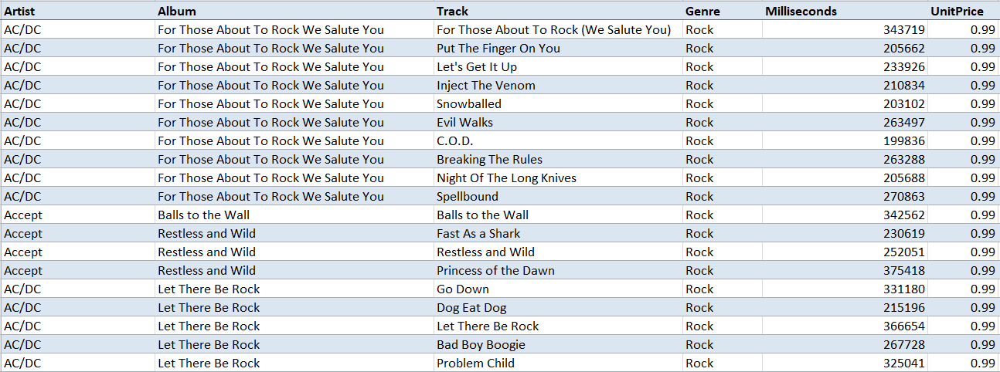 Artist Album Track Genre Milliseconds UnitPrice
AC/DC For Those About To Rock We Salute You For Those About To Rock (We Salute You) Rock 343719 0.99
AC/DC For Those About To Rock We Salute You Put The Finger On You Rock 205662 0.99
AC/DC For Those About To Rock We Salute You Let's Get It Up Rock 233926 0.99
AC/DC For Those About To Rock We Salute You Inject The Venom Rock 210834 0.99
AC/DC For Those About To Rock We Salute You Snowballed Rock 203102 0.99
AC/DC For Those About To Rock We Salute You Evil Walks Rock 263497 0.99
AC/DC For Those About To Rock We Salute You C.O.D. Rock 199836 0.99
AC/DC For Those About To Rock We Salute You Breaking The Rules Rock 263288 0.99
AC/DC For Those About To Rock We Salute You Night Of The Long Knives Rock 205688 0.99
AC/DC For Those About To Rock We Salute You Spellbound Rock 270863 0.99
Accept Balls to the Wall Balls to the Wall Rock 342562 0.99
Accept Restless and Wild Fast As a Shark Rock 230619 0.99
Accept Restless and Wild Restless and Wild Rock 252051 0.99
Accept Restless and Wild Princess of the Dawn Rock 375418 0.99
AC/DC Let There Be Rock Go Down Rock 331180 0.99
AC/DC Let There Be Rock Dog Eat Dog Rock 215196 0.99
AC/DC Let There Be Rock Let There Be Rock Rock 366654 0.99
AC/DC Let There Be Rock Bad Boy Boogie Rock 267728 0.99
AC/DC Let There Be Rock Problem Child Rock 325041 0.99